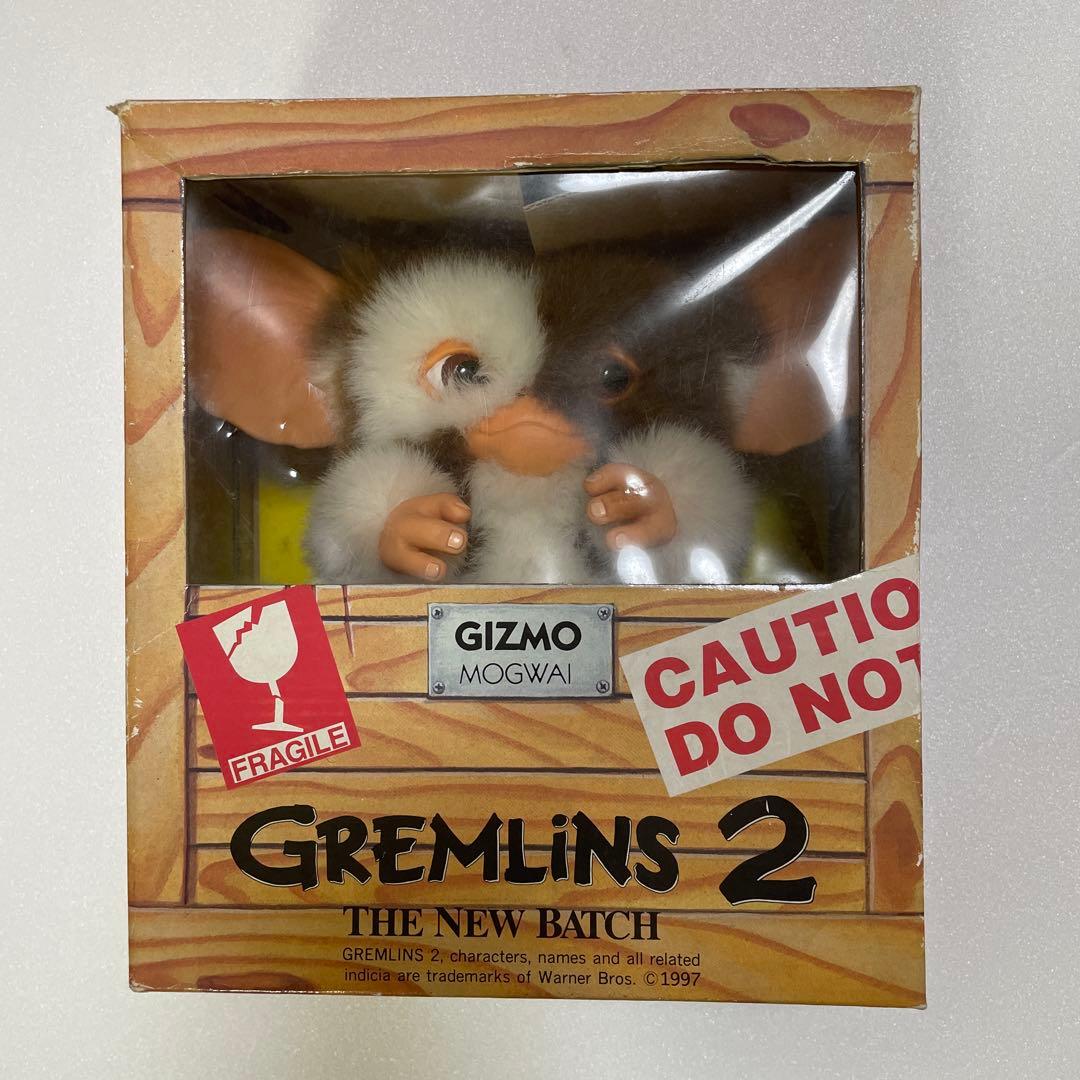 GIZMO
MOGWAI
FRAGILE
CAUTIO
DO NOT
GREMLiNS 2
THE NEW BATCH
GREMLINS 2, characters, names and all related
indicia are trademarks of Warner Bros. ©1997